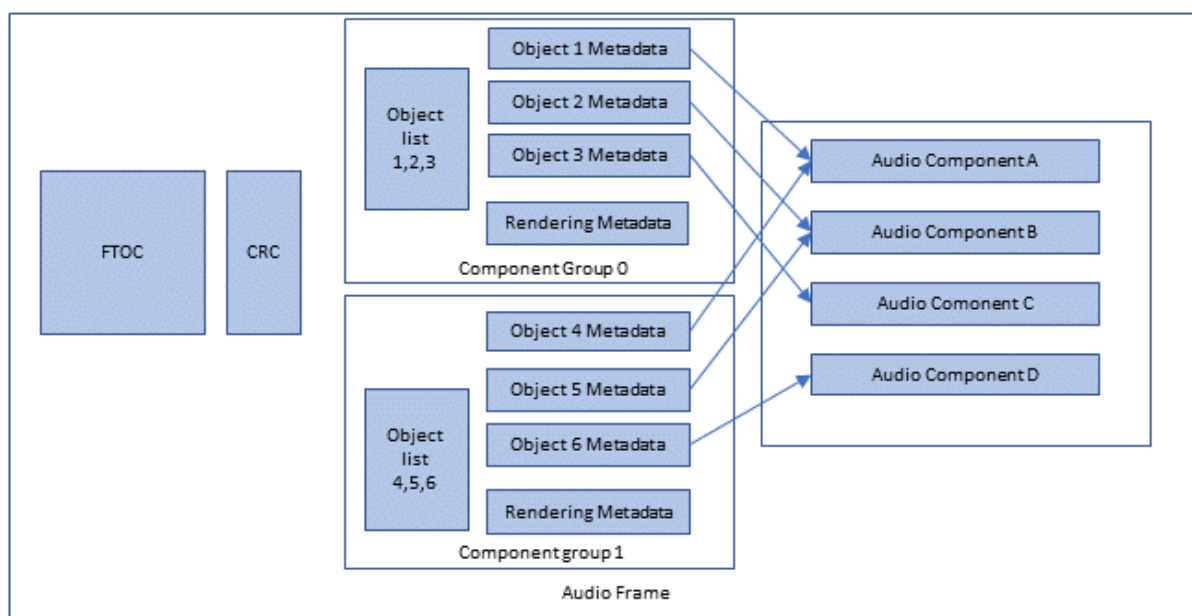 FTOC
CRC
Object
list
1,2,3
Object 1 Metadata
Object 2 Metadata
Object 3 Metadata
Rendering Metadata
Component Group 0
Object
list
4,5,6
Object 4 Metadata
Object 5 Metadata
Object 6 Metadata
Rendering Metadata
Component group 1
Audio Component A
Audio Component B
Audio Comonent C
Audio Component D
Audio Frame